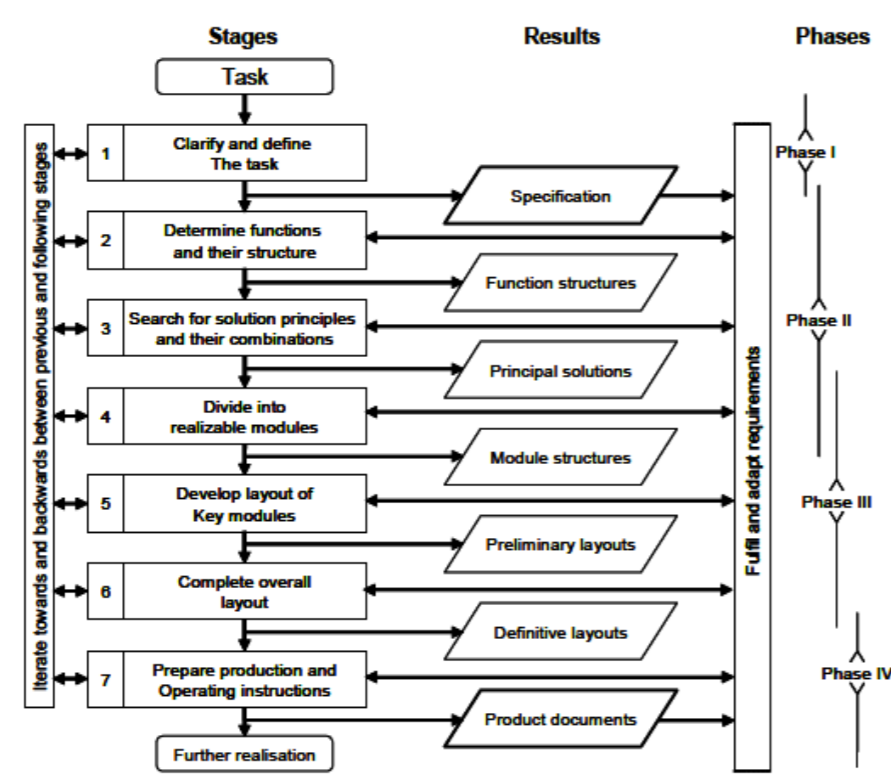 Stages
Results
Phases
Task
1
Clarify and define
The task
Phase I
Specification
2
Determine functions
and their structure
Function structures
3
Search for solution principles
and their combinations
Phase II
Principal solutions
4
Divide into
realizable modules
Module structures
5
Develop layout of
Key modules
Phase III
Preliminary layouts
6
Complete overall
layout
Definitive layouts
7
Prepare production and
Operating instructions
Phase IV
Product documents
Further realisation
Iterate towards and backwards between previous and following stages
Fulfil and adapt requirements